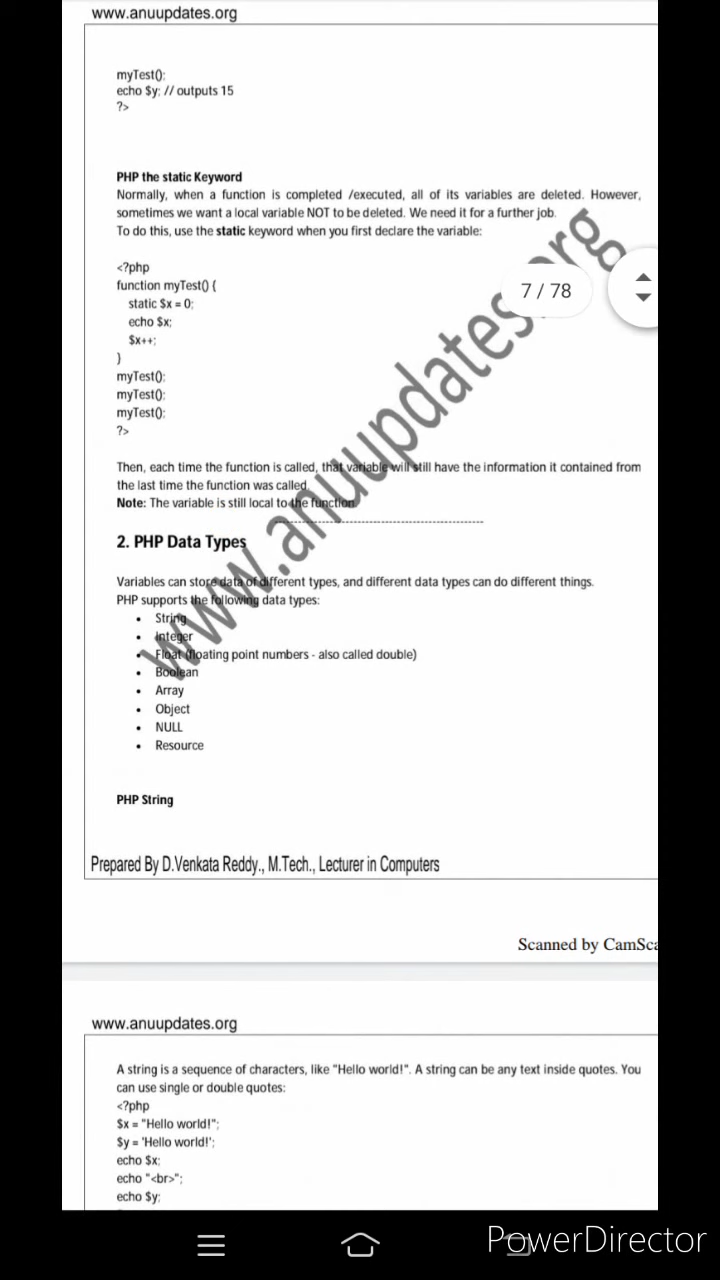 www.anuupdates.org
myTest();
echo $y; // outputs 15
?>
PHP the static Keyword
Normally, when a function is completed /executed, all of its variables are deleted. However,
sometimes we want a local variable NOT to be deleted. We need it for a further job.
To do this, use the static keyword when you first declare the variable:
<?php
function myTest() {
static $x = 0;
echo $x;
$x++;
}
myTest();
myTest();
myTest();
?>
7 / 78
Then, each time the function is called, that variable will still have the information it contained from
the last time the function was called.
Note: The variable is still local to the function.
--------------------------------------------------
2. PHP Data Types
Variables can store data of different types, and different data types can do different things.
PHP supports the following data types:
• String
• Integer
• Float (floating point numbers - also called double)
• Boolean
• Array
• Object
• NULL
• Resource
PHP String
www.anuupdates.org
Prepared By D.Venkata Reddy., M.Tech., Lecturer in Computers
Scanned by CamSca
www.anuupdates.org
A string is a sequence of characters, like "Hello world!". A string can be any text inside quotes. You
can use single or double quotes:
<?php
$x = "Hello world!";
$y = 'Hello world!';
echo $x;
echo "<br>";
echo $y;
PowerDirector